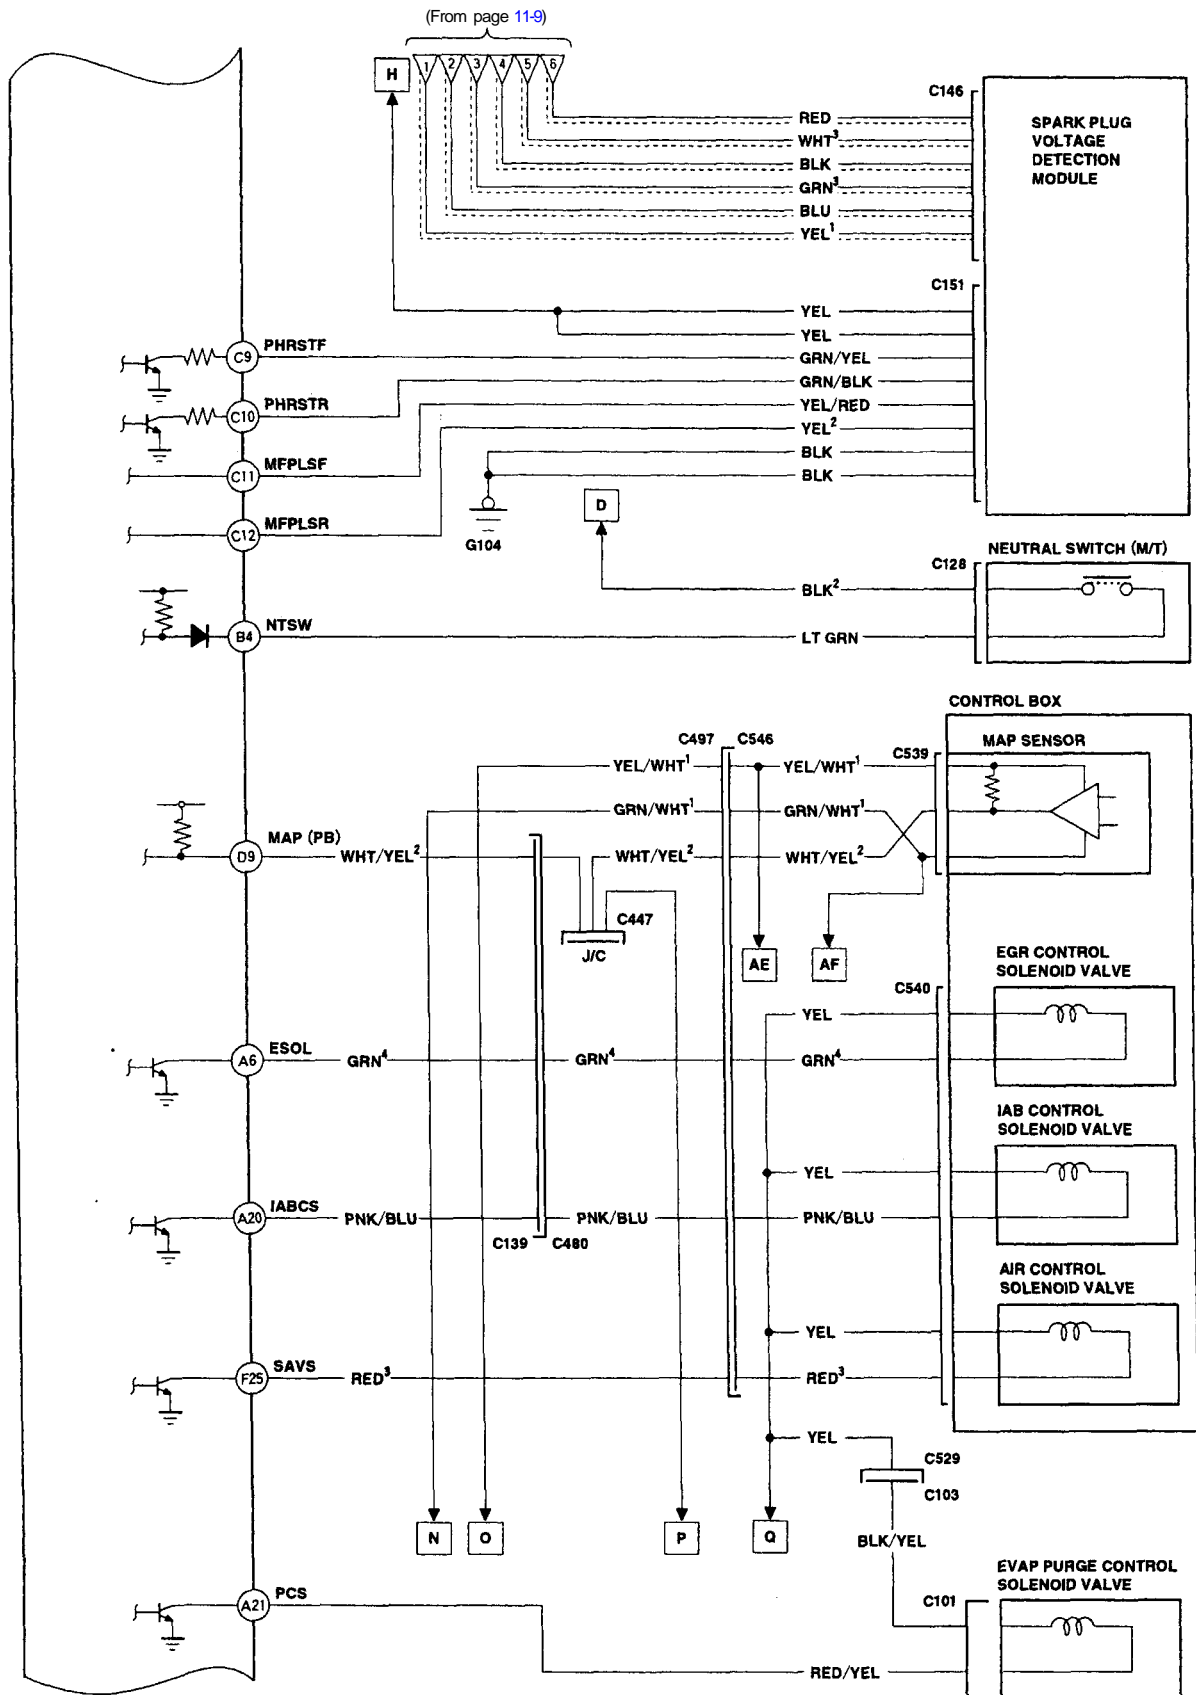 (From page 11-9)
H
1 2 3 4 5 6
C146
SPARK PLUG
VOLTAGE
DETECTION
MODULE
RED
WHT³
BLK
GRN³
BLU
YEL¹
C151
YEL
YEL
C9 PHRSTF
GRN/YEL
GRN/BLK
C10 PHRSTR
YEL/RED
YEL²
BLK
C11 MFPLSF
BLK
D
C12 MFPLSR
G104
NEUTRAL SWITCH (M/T)
C128
BLK²
B4 NTSW
LT GRN
CONTROL BOX
C497 C546
C539
MAP SENSOR
YEL/WHT¹
YEL/WHT¹
GRN/WHT¹
GRN/WHT¹
D9 MAP (PB)
WHT/YEL²
WHT/YEL²
WHT/YEL²
C447
J/C
AE
AF
EGR CONTROL
SOLENOID VALVE
C540
YEL
A6 ESOL
GRN⁴
GRN⁴
GRN⁴
IAB CONTROL
SOLENOID VALVE
YEL
A20 IABCS
PNK/BLU
PNK/BLU
PNK/BLU
C139 C480
AIR CONTROL
SOLENOID VALVE
YEL
F25 SAVS
RED³
RED³
YEL
C529
C103
N
O
P
Q
BLK/YEL
EVAP PURGE CONTROL
SOLENOID VALVE
A21 PCS
C101
RED/YEL